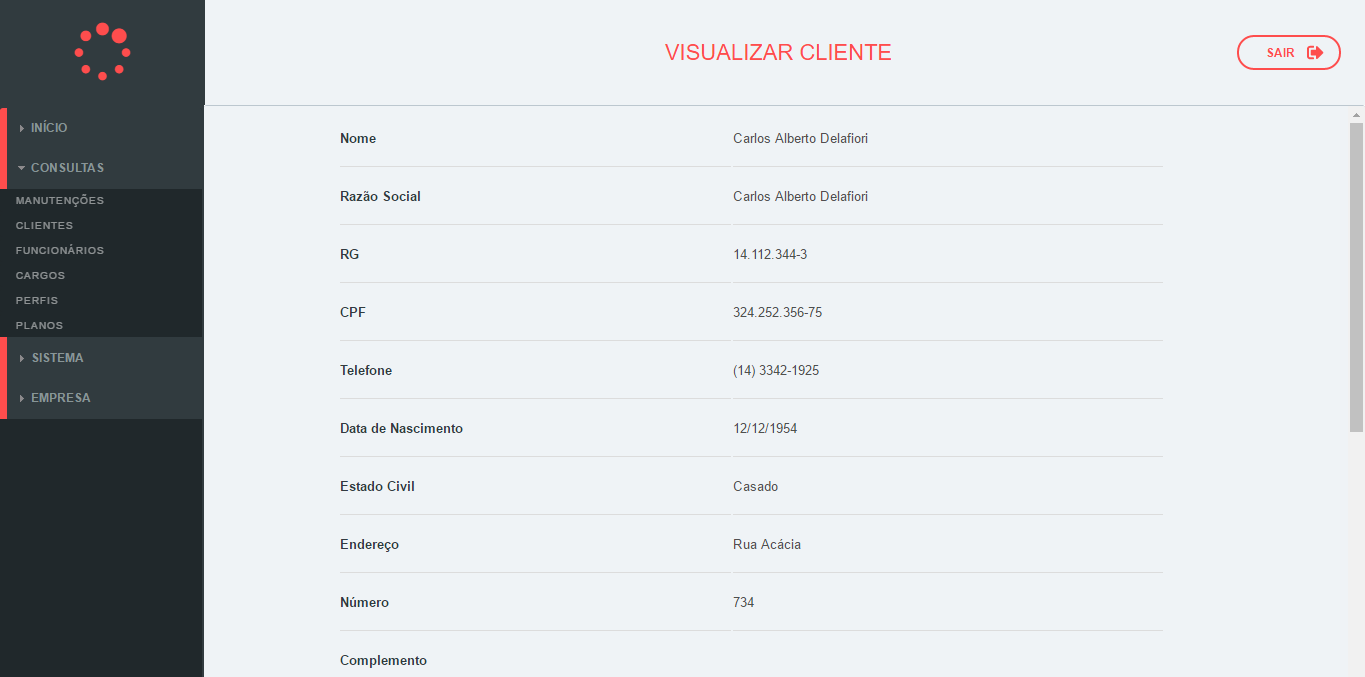 VISUALIZAR CLIENTE
SAIR
INÍCIO
CONSULTAS
MANUTENÇÕES
CLIENTES
FUNCIONÁRIOS
CARGOS
PERFIS
PLANOS
SISTEMA
EMPRESA
Nome Carlos Alberto Delafiori
Razão Social Carlos Alberto Delafiori
RG 14.112.344-3
CPF 324.252.356-75
Telefone (14) 3342-1925
Data de Nascimento 12/12/1954
Estado Civil Casado
Endereço Rua Acácia
Número 734
Complemento